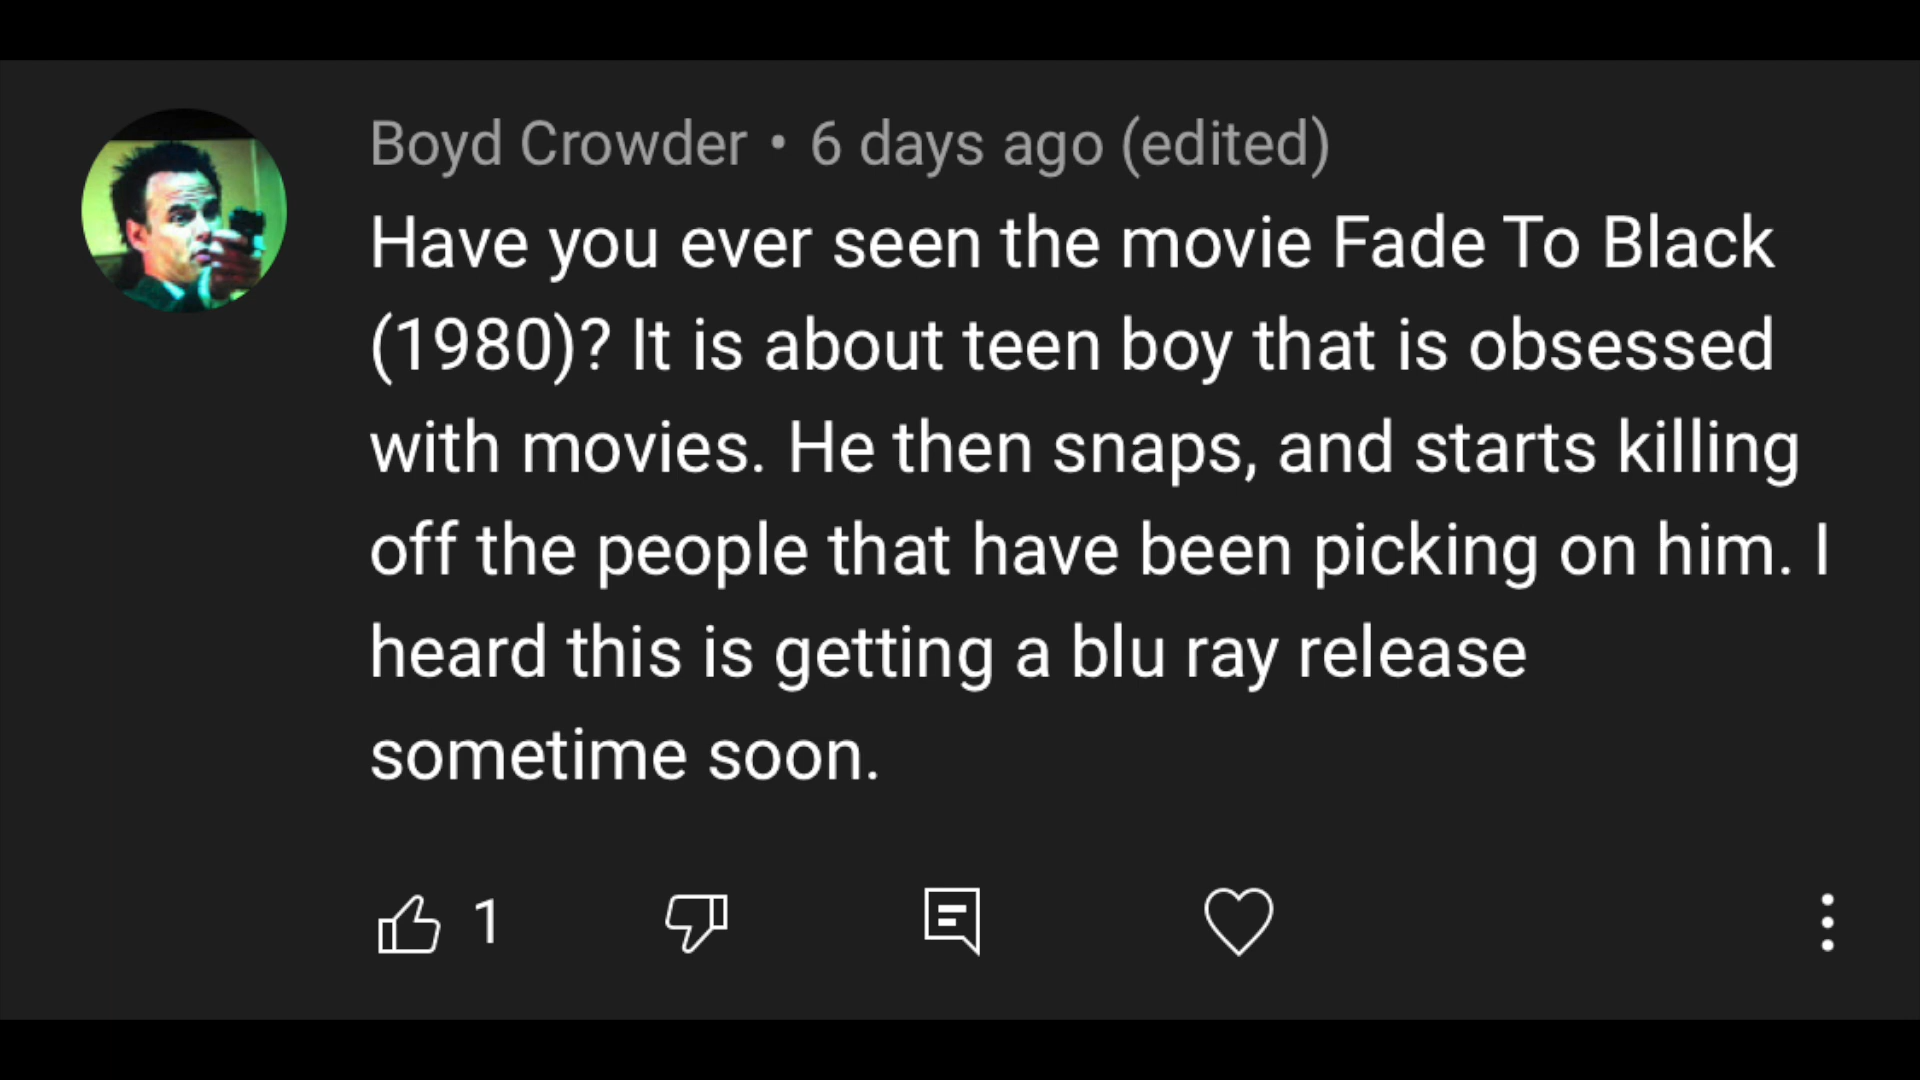 Boyd Crowder • 6 days ago (edited)
Have you ever seen the movie Fade To Black
(1980)? It is about teen boy that is obsessed
with movies. He then snaps, and starts killing
off the people that have been picking on him. I
heard this is getting a blu ray release
sometime soon.
1